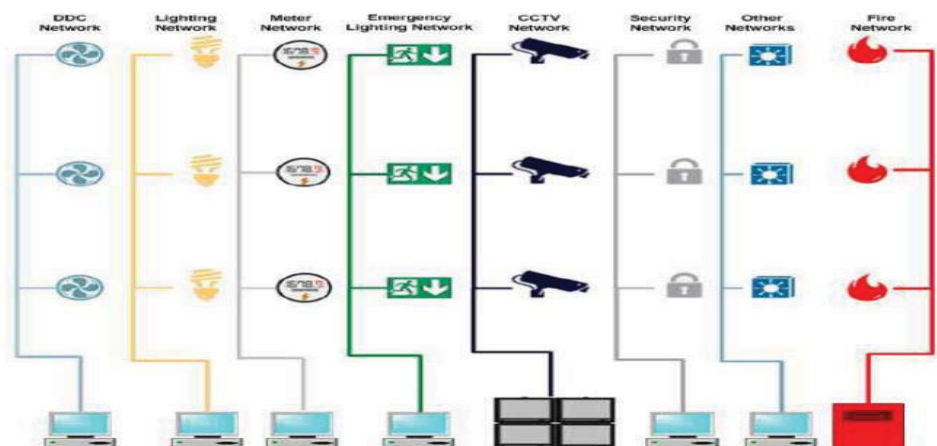 DDC
Network
Lighting
Network
Meter
Network
Emergency
Lighting Network
CCTV
Network
Security
Network
Other
Networks
Fire
Network